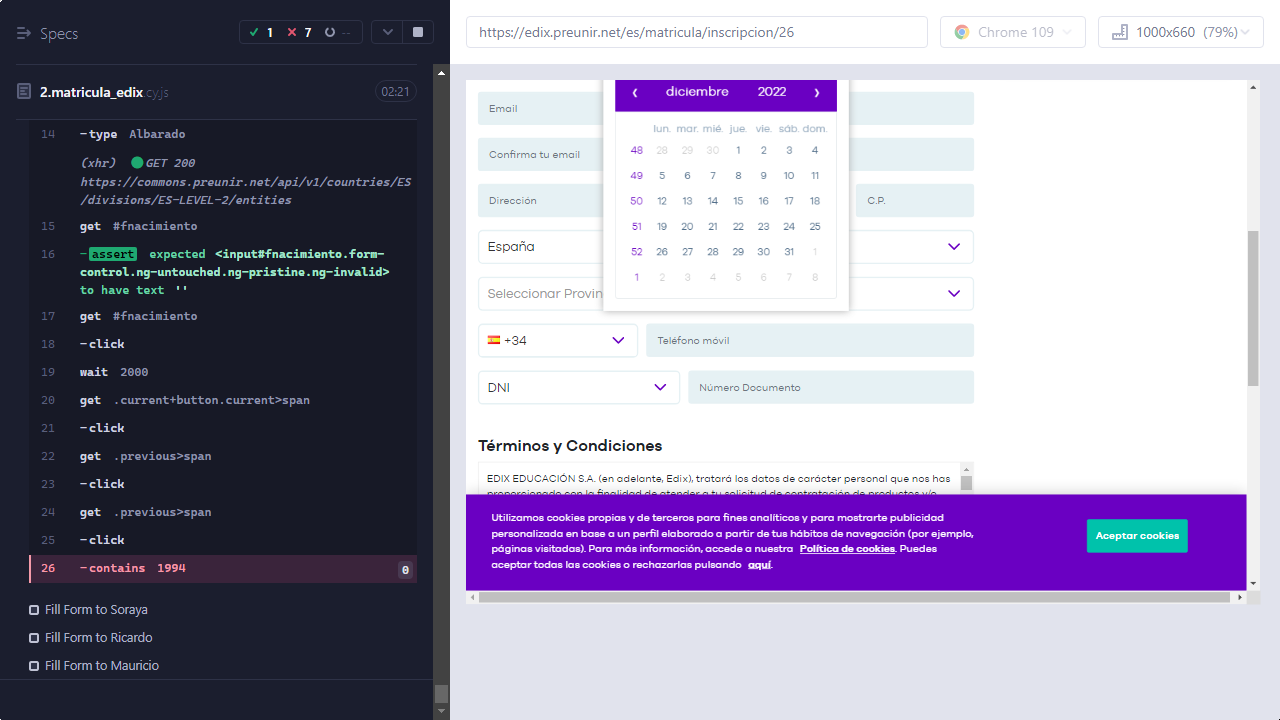 Specs
1
7
--
2.matricula_edix.cy.js
02:21
14 -type Albarado
(xhr) GET 200
https://commons.preunir.net/api/v1/countries/ES
/divisions/ES-LEVEL-2/entities
15 get #fnacimiento
16 -assert expected <input#fnacimiento.form-
control.ng-untouched.ng-pristine.ng-invalid>
to have text ''
17 get #fnacimiento
18 -click
19 wait 2000
20 get .current+button.current>span
21 -click
22 get .previous>span
23 -click
24 get .previous>span
25 -click
26 -contains 1994 0
Fill Form to Soraya
Fill Form to Ricardo
Fill Form to Mauricio
https://edix.preunir.net/es/matricula/inscripcion/26
Chrome 109
1000x660 (79%)
‹ diciembre 2022 ›
lun. mar. mié. jue. vie. sáb. dom.
48 28 29 30 1 2 3 4
49 5 6 7 8 9 10 11
50 12 13 14 15 16 17 18
51 19 20 21 22 23 24 25
52 26 27 28 29 30 31 1
1 2 3 4 5 6 7 8
Email
Confirma tu email
Dirección
C.P.
España
Seleccionar Provin
+34
Teléfono móvil
DNI
Número Documento
Términos y Condiciones
EDIX EDUCACIÓN S.A. (en adelante, Edix), tratará los datos de carácter personal que nos has
proporcionado con la finalidad de atender a tu solicitud de contratación de productos y/o
Utilizamos cookies propias y de terceros para fines analíticos y para mostrarte publicidad
personalizada en base a un perfil elaborado a partir de tus hábitos de navegación (por ejemplo,
páginas visitadas). Para más información, accede a nuestra Política de cookies. Puedes
aceptar todas las cookies o rechazarlas pulsando aquí.
Aceptar cookies